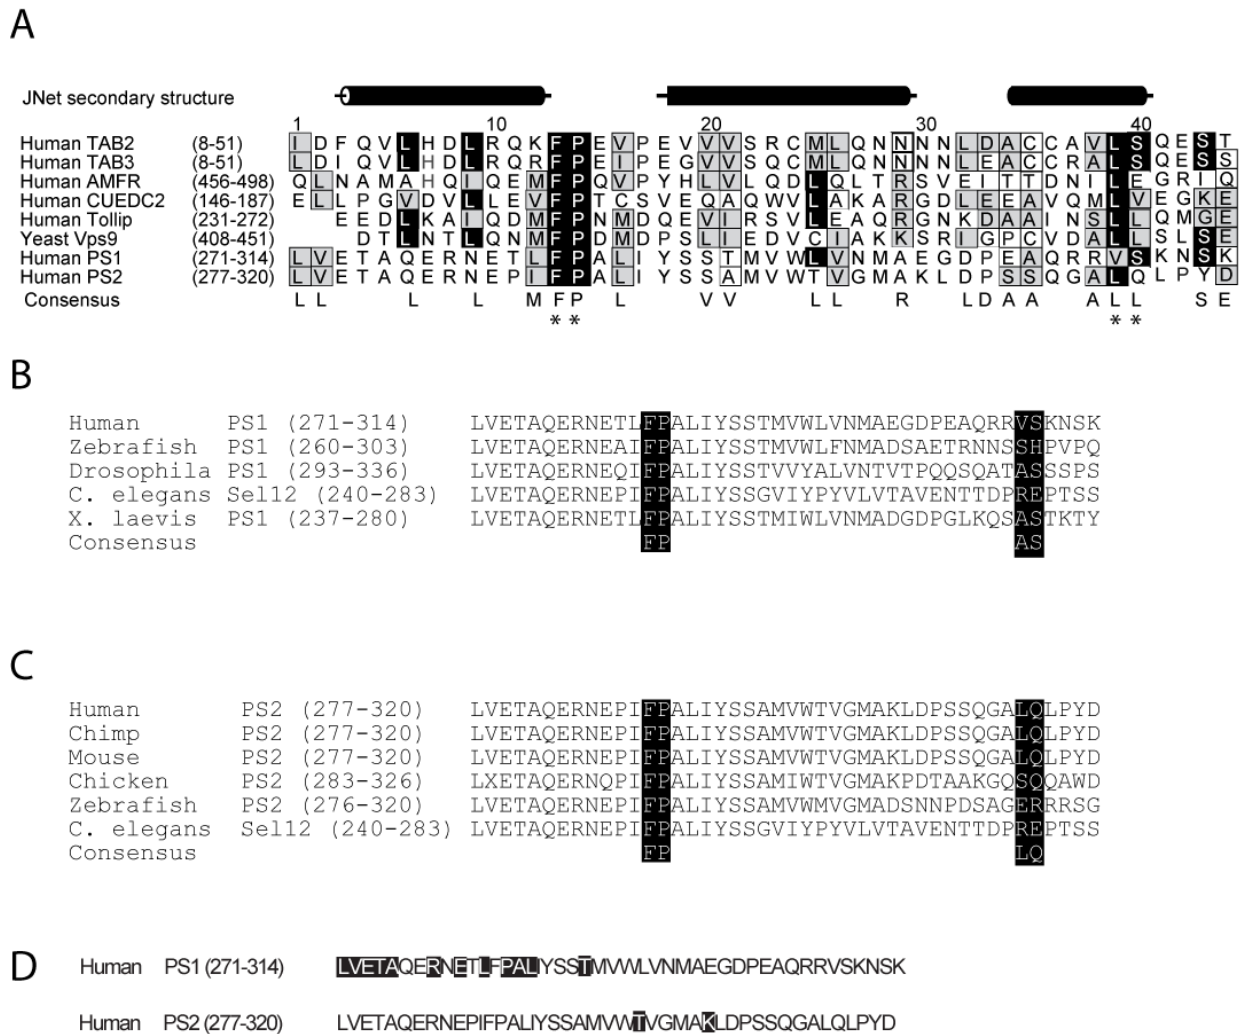 A
JNet secondary structure
1 10 20 30 40
Human TAB2 (8-51) I D F Q V L H D L R Q K F P E V P E V V V S R C M L Q N N N N L D A C C A V L S Q E S T
Human TAB3 (8-51) L D I Q V L H D L R Q R F P E I P E G V V S Q C M L Q N N N N L E A C C R A L S Q E S S
Human AMFR (456-498) Q L N A M A H Q I Q E M F P Q V P Y H L V L Q D L Q L T R S V E I T T D N I L E G R I Q
Human CUEDC2 (146-187) E L L P G V D V L L E V F P T C S V E Q A Q W V L A K A R G D L E E A V Q M L V E G K E
Human Tollip (231-272) E E D L K A I Q D M F P N M D Q E V I R S V L E A Q R G N K D A A I N S L L Q M G E
Yeast Vps9 (408-451) D T L N T L Q N M F P D M D P S L I E D V C I A K K S R I G P C V D A L L S L S E
Human PS1 (271-314) L V E T A Q E R N E T L F P A L I Y S S T M V W L V N M A E G D P E A Q R R V S K N S K
Human PS2 (277-320) L V E T A Q E R N E P I F P A L I Y S S A M V W T V G M A K L D P S S Q G A L Q L P Y D
Consensus L L L L M F P L V V L L R L D A A A L L S E
* * * *
B
Human PS1 (271-314) LVETAQERNETLFPALIYSSTMVWLVNMAEGDPEAQRRVSKNSK
Zebrafish PS1 (260-303) LVETAQERNEAIFPALIYSSTMVWLFNMADSAETRNNSSHPVPQ
Drosophila PS1 (293-336) LVETAQERNEQIFPALIYSSTVVYALVNTVTPQQSQATASSSPS
C. elegans Sel12 (240-283) LVETAQERNEPIFPALIYSSGVIYPYVLVTAVENTTDPREPTSS
X. laevis PS1 (237-280) LVETAQERNETLFPALIYSSTMIWLVNMADGDPGLKQSASTKTY
Consensus FP AS
C
Human PS2 (277-320) LVETAQERNEPIFPALIYSSAMVWTVGMAKLDPSSQGALQLPYD
Chimp PS2 (277-320) LVETAQERNEPIFPALIYSSAMVWTVGMAKLDPSSQGALQLPYD
Mouse PS2 (277-320) LVETAQERNEPIFPALIYSSAMVWTVGMAKLDPSSQGALQLPYD
Chicken PS2 (283-326) LXETAQERNQPIFPALIYSSAMIWTVGMAKPDTAAKGQSQQAWD
Zebrafish PS2 (276-320) LVETAQERNEPIFPALIYSSAMVWMVGMADSNNPDSAGERRRSG
C. elegans Sel12 (240-283) LVETAQERNEPIFPALIYSSGVIYPYVLVTAVENTTDPREPTSS
Consensus FP LQ
D
Human PS1 (271-314) LVETAQERNETLFPALIYSSTMVWLVNMAEGDPEAQRRVSKNSK
Human PS2 (277-320) LVETAQERNEPIFPALIYSSAMVWTVGMAKLDPSSQGALQLPYD